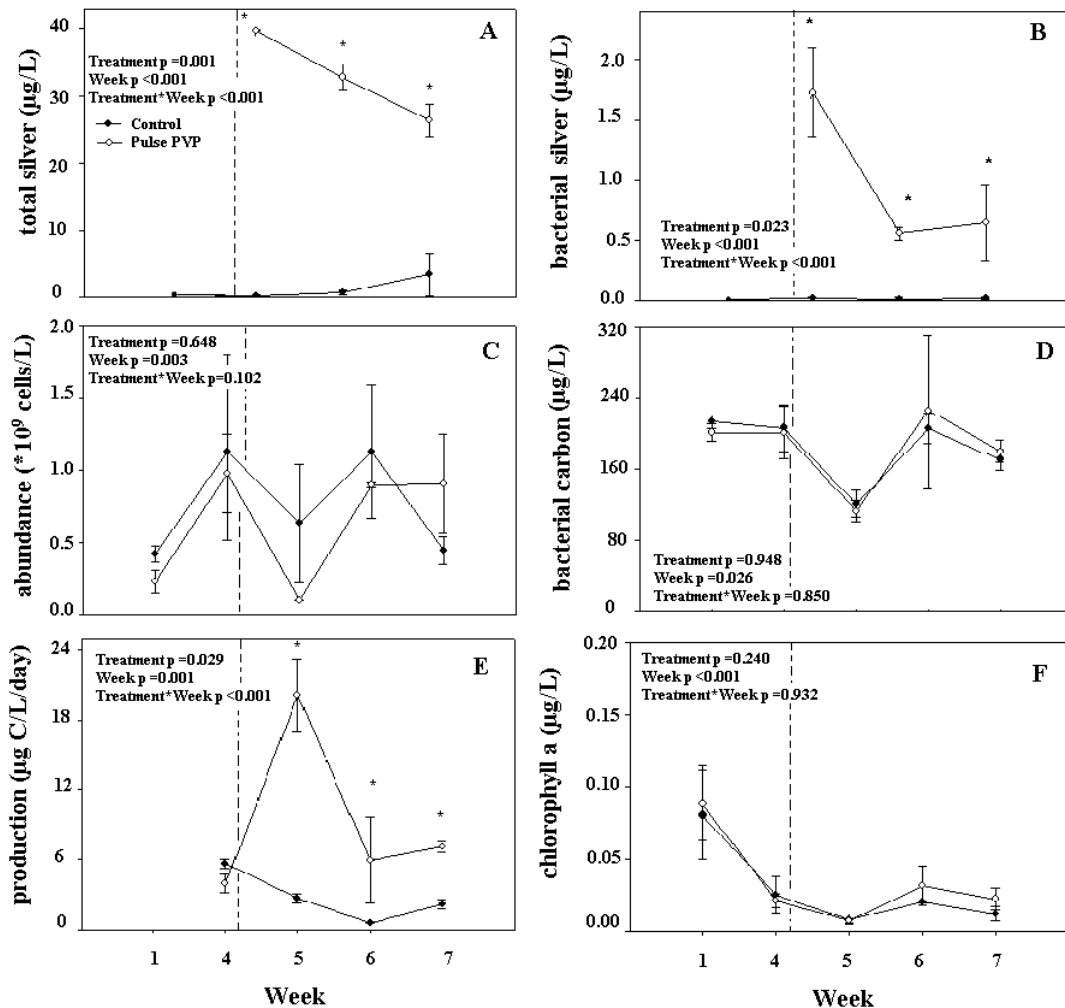 A
total silver (µg/L)
40
30
20
10
0
Treatment p =0.001
Week p <0.001
Treatment*Week p <0.001
Control
Pulse PVP
*
*
*
B
bacterial silver (µg/L)
2.0
1.5
1.0
0.5
0.0
Treatment p =0.023
Week p <0.001
Treatment*Week p <0.001
*
*
*
C
abundance (*10⁹ cells/L)
2.0
1.5
1.0
0.5
0.0
Treatment p =0.648
Week p =0.003
Treatment*Week p=0.102
D
bacterial carbon (µg/L)
320
240
160
80
0
Treatment p =0.948
Week p =0.026
Treatment*Week p =0.850
E
production (µg C/L/day)
24
18
12
6
0
Treatment p =0.029
Week p =0.001
Treatment*Week p <0.001
*
*
*
1 4 5 6 7
Week
F
chlorophyll a (µg/L)
0.20
0.15
0.10
0.05
0.00
Treatment p =0.240
Week p <0.001
Treatment*Week p =0.932
1 4 5 6 7
Week